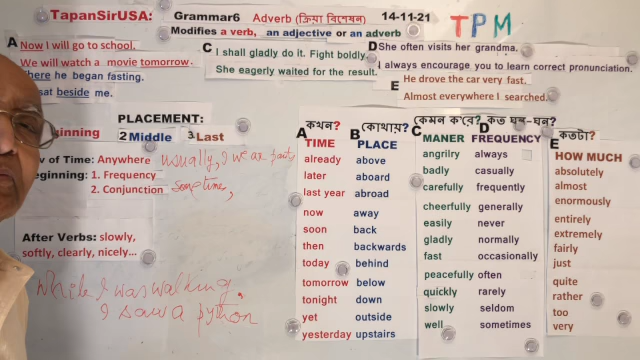 TapanSirUSA: Grammar6 Adverb (ক্রিয়া বিশেষন) 14-11-21
TPM
Modifies a verb, an adjective or an adverb
A Now I will go to school.
We will watch a movie tomorrow.
There he began fasting.
sat beside me.
C I shall gladly do it. Fight boldly.
She eagerly waited for the result.
D She often visits her grandma.
I always encourage you to learn correct pronunciation.
E He drove the car very fast.
Almost everywhere I searched.
PLACEMENT:
ginning 2 Middle 3 Last
v of Time: Anywhere usually, I we are
eginning: 1. Frequency
2. Conjunction sometimes,
After Verbs: slowly,
softly, clearly, nicely...
While I was walking,
I saw a python
কখন? কোথায়? কেমন করে? কত ঘন-ঘন? কতটা?
A TIME
already
later
last year
now
soon
then
today
tomorrow
tonight
yet
yesterday
B PLACE
above
aboard
abroad
away
back
backwards
behind
below
down
outside
upstairs
C MANER
angrilry
badly
carefully
cheerfully
easily
gladly
fast
peacefully
quickly
slowly
well
D FREQUENCY
always
casually
frequently
generally
never
normally
occasionally
often
rarely
seldom
sometimes
E HOW MUCH
absolutely
almost
enormously
entirely
extremely
fairly
just
quite
rather
too
very